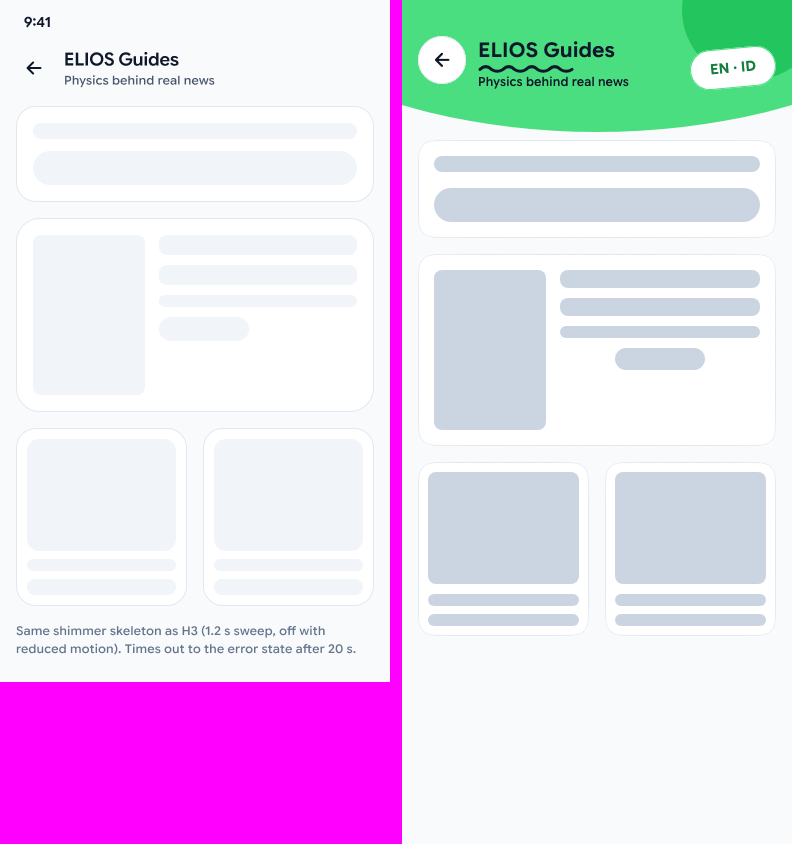 9:41
ELIOS Guides
Physics behind real news
Same shimmer skeleton as H3 (1.2 s sweep, off with
reduced motion). Times out to the error state after 20 s.
ELIOS Guides
Physics behind real news
EN · ID